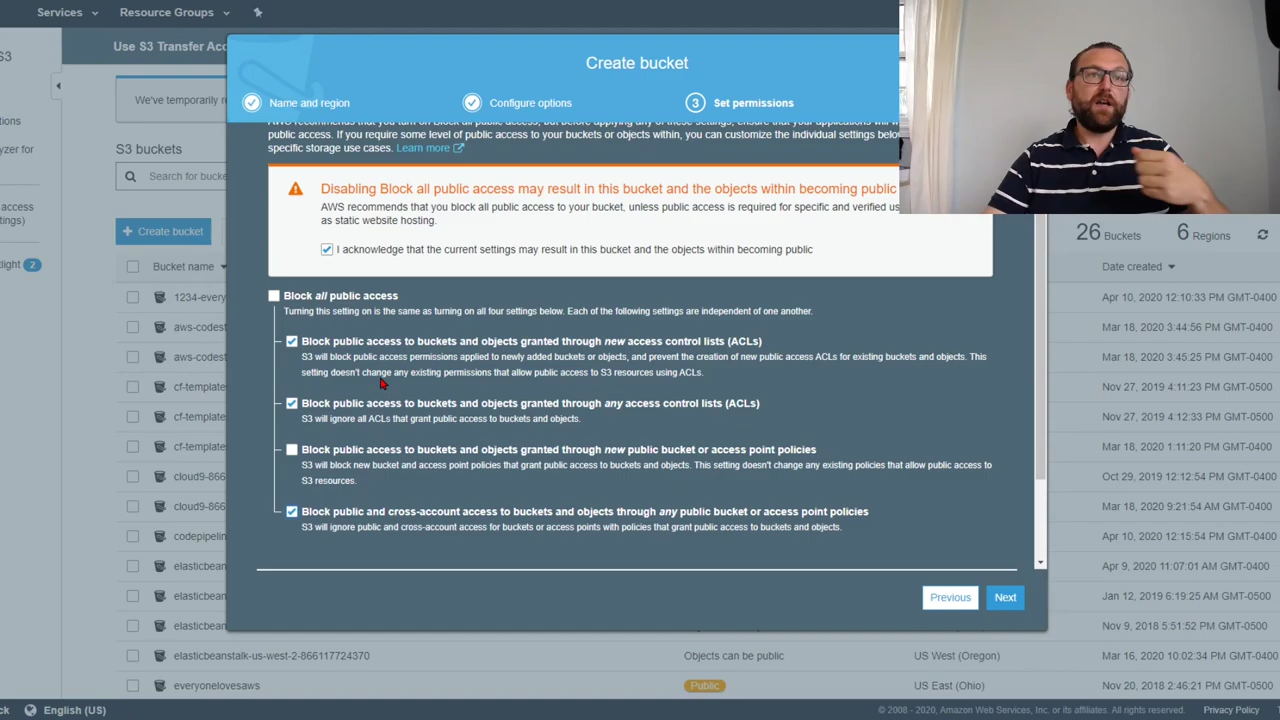 Services
Resource Groups
S3
Use S3 Transfer Acc
Create bucket
Name and region
Configure options
3 Set permissions
We've temporarily r
public access. If you require some level of public access to your buckets or objects within, you can customize the individual settings belo
specific storage use cases. Learn more
tions
S3 buckets
yzer for
Search for bucke
Disabling Block all public access may result in this bucket and the objects within becoming public
AWS recommends that you block all public access to your bucket, unless public access is required for specific and verified us
as static website hosting.
I acknowledge that the current settings may result in this bucket and the objects within becoming public
access
tings)
Create bucket
26 Buckets
6 Regions
tlight 2
Bucket name
Date created
Block all public access
Turning this setting on is the same as turning on all four settings below. Each of the following settings are independent of one another.
1234-every
Apr 10, 2020 12:10:33 PM GMT-0400
aws-codest
Mar 18, 2020 3:44:56 PM GMT-0400
Block public access to buckets and objects granted through new access control lists (ACLs)
S3 will block public access permissions applied to newly added buckets or objects, and prevent the creation of new public access ACLs for existing buckets and objects. This
setting doesn't change any existing permissions that allow public access to S3 resources using ACLs.
aws-codest
Mar 18, 2020 3:45:25 PM GMT-0400
cf-template
Nov 27, 2019 4:11:23 PM GMT-0500
Block public access to buckets and objects granted through any access control lists (ACLs)
S3 will ignore all ACLs that grant public access to buckets and objects.
cf-template
Nov 27, 2019 4:12:33 PM GMT-0500
cf-template
Mar 18, 2020 1:11:20 PM GMT-0400
Block public access to buckets and objects granted through new public bucket or access point policies
S3 will block new bucket and access point policies that grant public access to buckets and objects. This setting doesn't change any existing policies that allow public access to
S3 resources.
cloud9-866
Oct 29, 2019 12:12:54 PM GMT-0400
cloud9-866
Mar 18, 2020 9:21:54 AM GMT-0400
Block public and cross-account access to buckets and objects through any public bucket or access point policies
S3 will ignore public and cross-account access for buckets or access points with policies that grant public access to buckets and objects.
codepipelin
Apr 10, 2020 12:15:54 PM GMT-0400
elasticbean
Apr 9, 2020 11:07:01 AM GMT-0400
elasticbean
Jan 12, 2019 6:19:25 AM GMT-0500
Previous
Next
elasticbean
Nov 9, 2018 5:51:52 PM GMT-0500
elasticbeanstalk-us-west-2-866117724370
Objects can be public
US West (Oregon)
Mar 16, 2020 10:02:34 PM GMT-0400
everyonelovesaws
Public
US East (Ohio)
Nov 20, 2018 2:46:21 PM GMT-0500
ck
English (US)
© 2008 - 2020, Amazon Web Services, Inc. or its affiliates. All rights reserved.
Privacy Policy